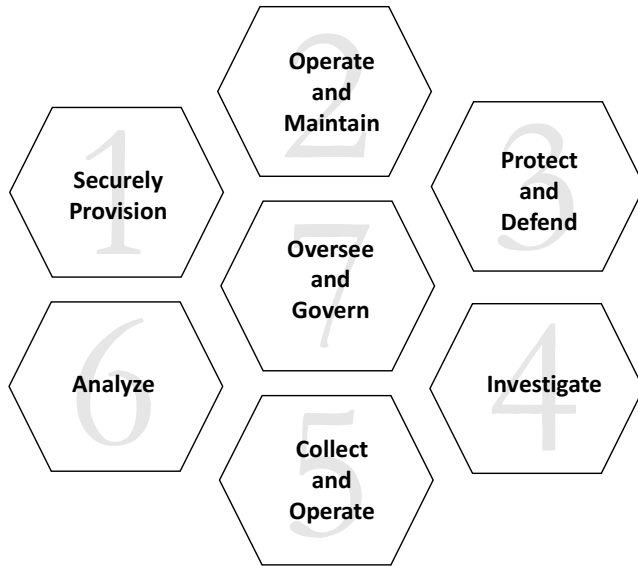 1
Securely
Provision
2
Operate
and
Maintain
3
Protect
and
Defend
4
Investigate
5
Collect
and
Operate
6
Analyze
7
Oversee
and
Govern